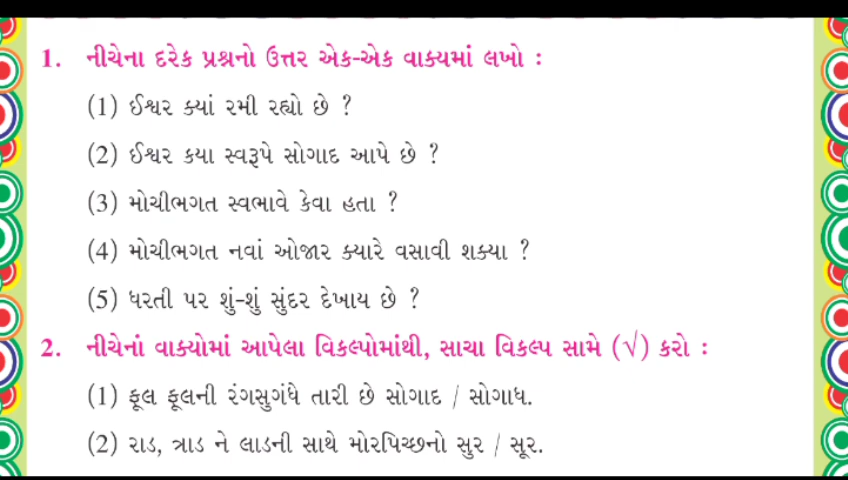 1. નીચેના દરેક પ્રશ્નનો ઉત્તર એક-એક વાક્યમાં લખો :
(1) ઈશ્વર ક્યાં રમી રહ્યો છે ?
(2) ઈશ્વર કયા સ્વરૂપે સોગાદ આપે છે ?
(3) મોચીભગત સ્વભાવે કેવા હતા ?
(4) મોચીભગત નવાં ઓજાર ક્યારે વસાવી શક્યા ?
(5) ધરતી પર શું-શું સુંદર દેખાય છે ?
2. નીચેનાં વાક્યોમાં આપેલા વિકલ્પોમાંથી, સાચા વિકલ્પ સામે (√) કરો :
(1) ફૂલ ફૂલની રંગસુગંધે તારી છે સોગાદ / સોગાધ.
(2) રાડ, ત્રાડ ને લાડની સાથે મોરપિચ્છનો સુર / સૂર.